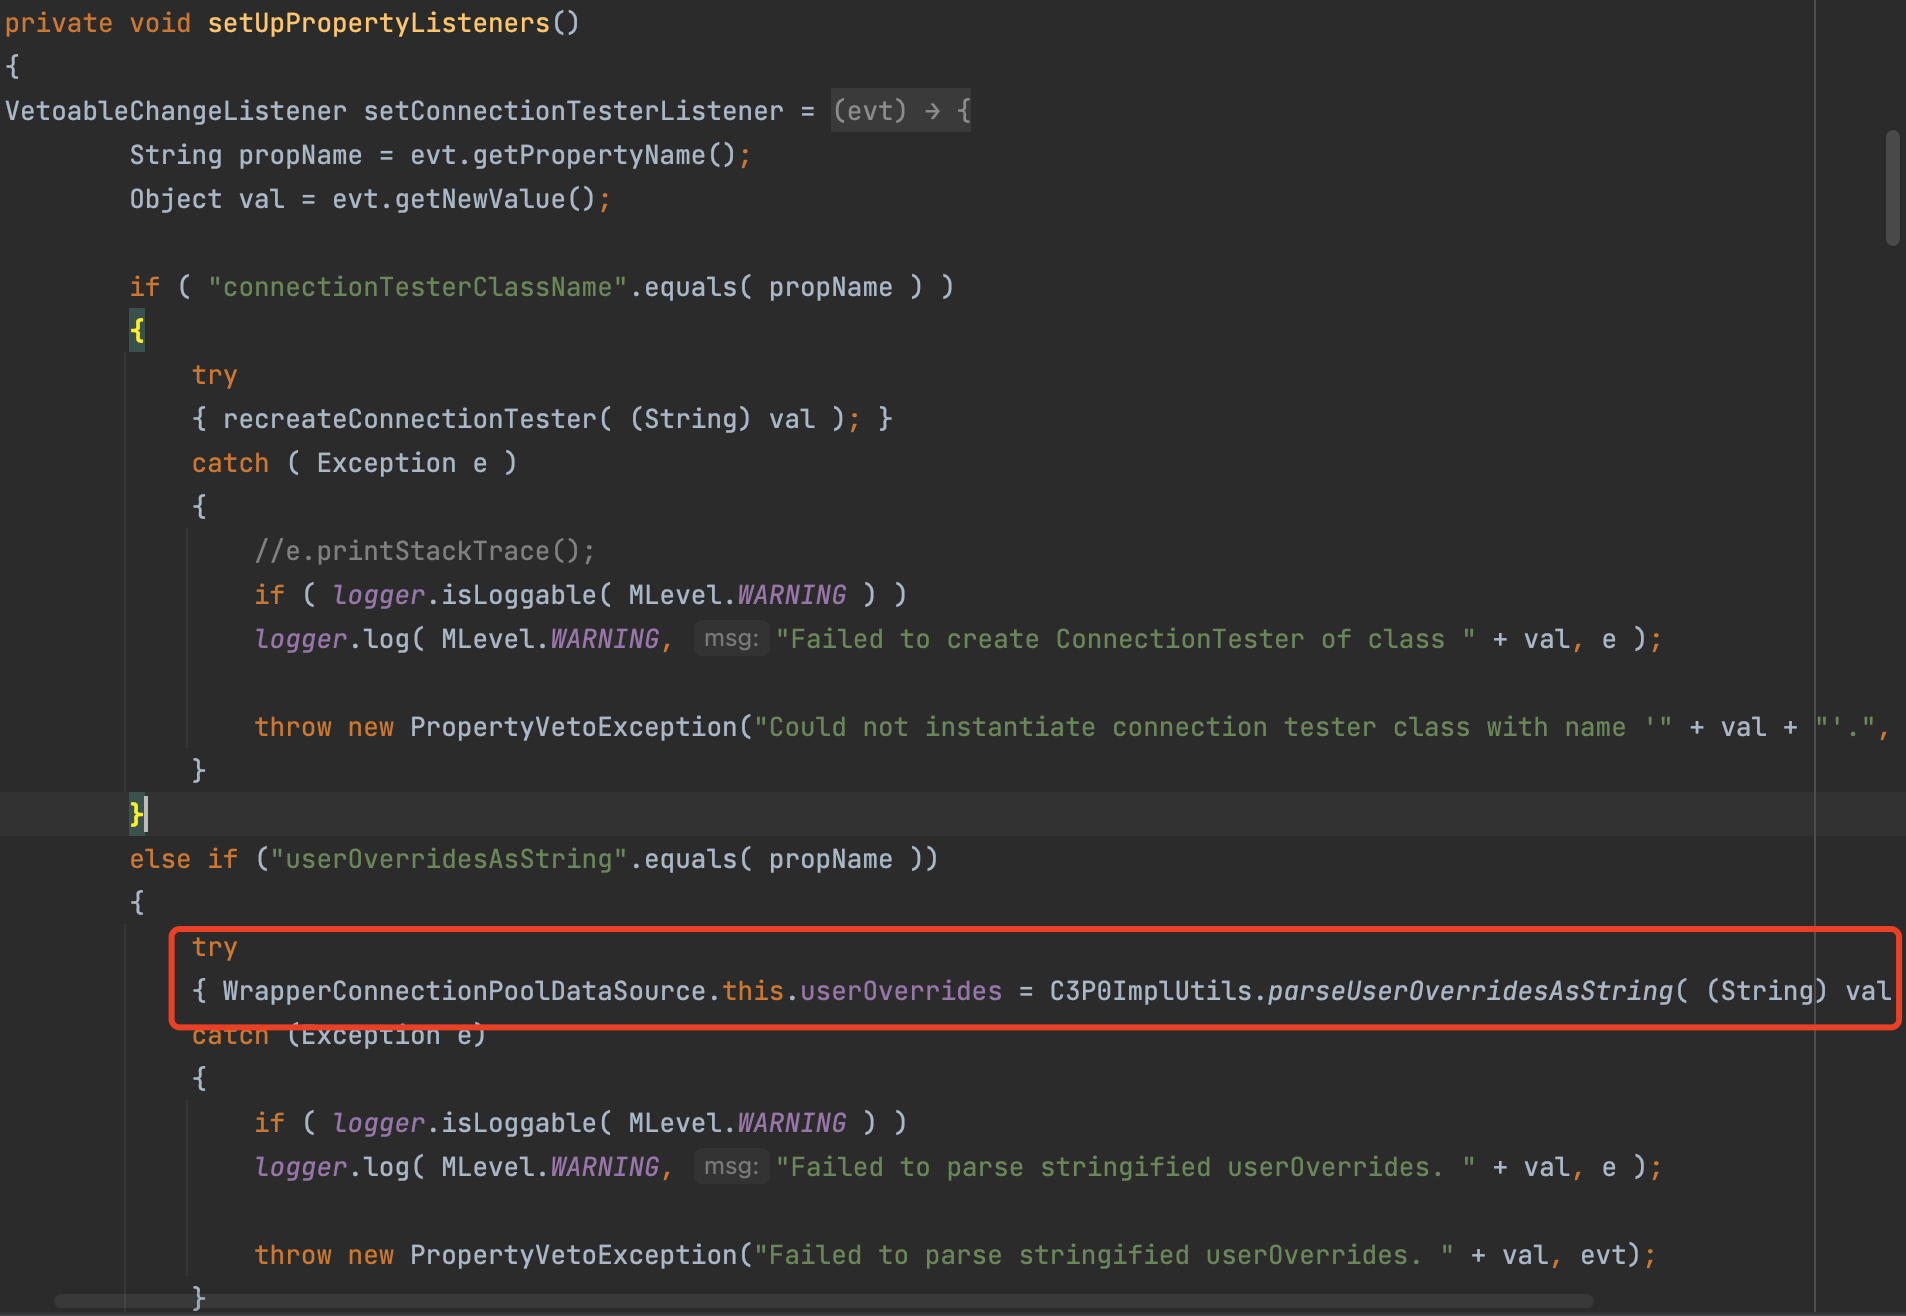 private void setUpPropertyListeners()
{
VetoableChangeListener setConnectionTesterListener = (evt) → {
String propName = evt.getPropertyName();
Object val = evt.getNewValue();
if ( "connectionTesterClassName".equals( propName ) )
{
try
{ recreateConnectionTester( (String) val ); }
catch ( Exception e )
{
//e.printStackTrace();
if ( logger.isLoggable( MLevel.WARNING ) )
logger.log( MLevel.WARNING, msg: "Failed to create ConnectionTester of class " + val, e );
throw new PropertyVetoException("Could not instantiate connection tester class with name '" + val + "'.",
}
}
else if ("userOverridesAsString".equals( propName ))
{
try
{ WrapperConnectionPoolDataSource.this.userOverrides = C3P0ImplUtils.parseUserOverridesAsString( (String) val
catch (Exception e)
{
if ( logger.isLoggable( MLevel.WARNING ) )
logger.log( MLevel.WARNING, msg: "Failed to parse stringified userOverrides. " + val, e );
throw new PropertyVetoException("Failed to parse stringified userOverrides. " + val, evt);
}